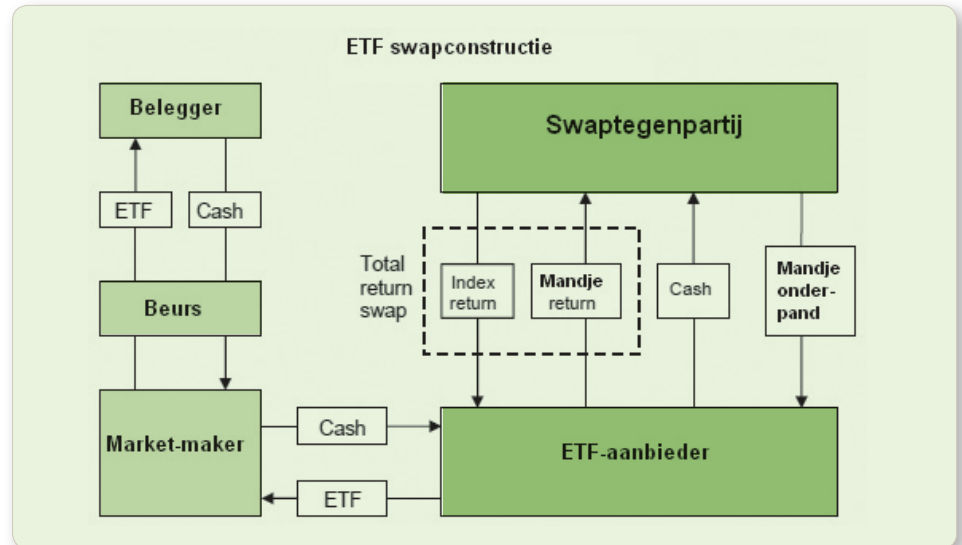 ETF swapconstructie
Belegger
ETF
Cash
Beurs
Market-maker
Cash
ETF
Swaptegenpartij
Total
return
swap
Index
return
Mandje
return
Cash
Mandje
onder-
pand
ETF-aanbieder